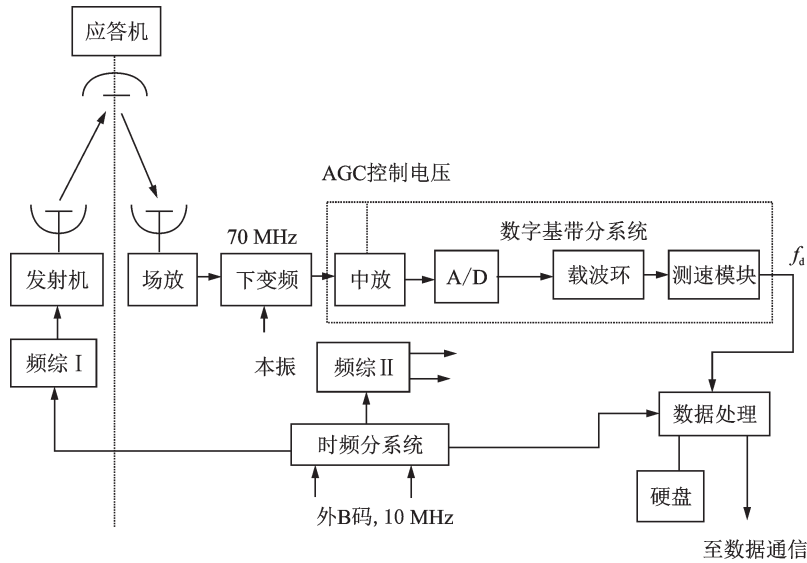 应答机
AGC控制电压
数字基带分系统
70 MHz
f_d
发射机
场放
下变频
中放
A/D
载波环
测速模块
频综Ⅰ
本振
频综Ⅱ
数据处理
时频分系统
硬盘
外B码, 10 MHz
至数据通信